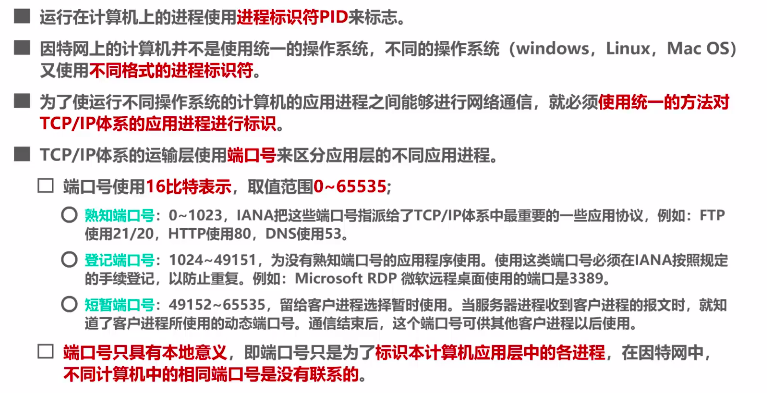 运行在计算机上的进程使用进程标识符PID来标志。
因特网上的计算机并不是使用统一的操作系统，不同的操作系统（windows，Linux，Mac OS）
又使用不同格式的进程标识符。
为了使运行不同操作系统的计算机的应用进程之间能够进行网络通信，就必须使用统一的方法对
TCP/IP体系的应用进程进行标识。
TCP/IP体系的运输层使用端口号来区分应用层的不同应用进程。
端口号使用16比特表示，取值范围0~65535;
熟知端口号：0~1023，IANA把这些端口号指派给了TCP/IP体系中最重要的一些应用协议，例如：FTP
使用21/20，HTTP使用80，DNS使用53。
登记端口号：1024~49151，为没有熟知端口号的应用程序使用。使用这类端口号必须在IANA按照规定
的手续登记，以防止重复。例如：Microsoft RDP 微软远程桌面使用的端口是3389。
短暂端口号：49152~65535，留给客户进程选择暂时使用。当服务器进程收到客户进程的报文时，就知
道了客户进程所使用的动态端口号。通信结束后，这个端口号可供其他客户进程以后使用。
端口号只具有本地意义，即端口号只是为了标识本计算机应用层中的各进程，在因特网中，
不同计算机中的相同端口号是没有联系的。